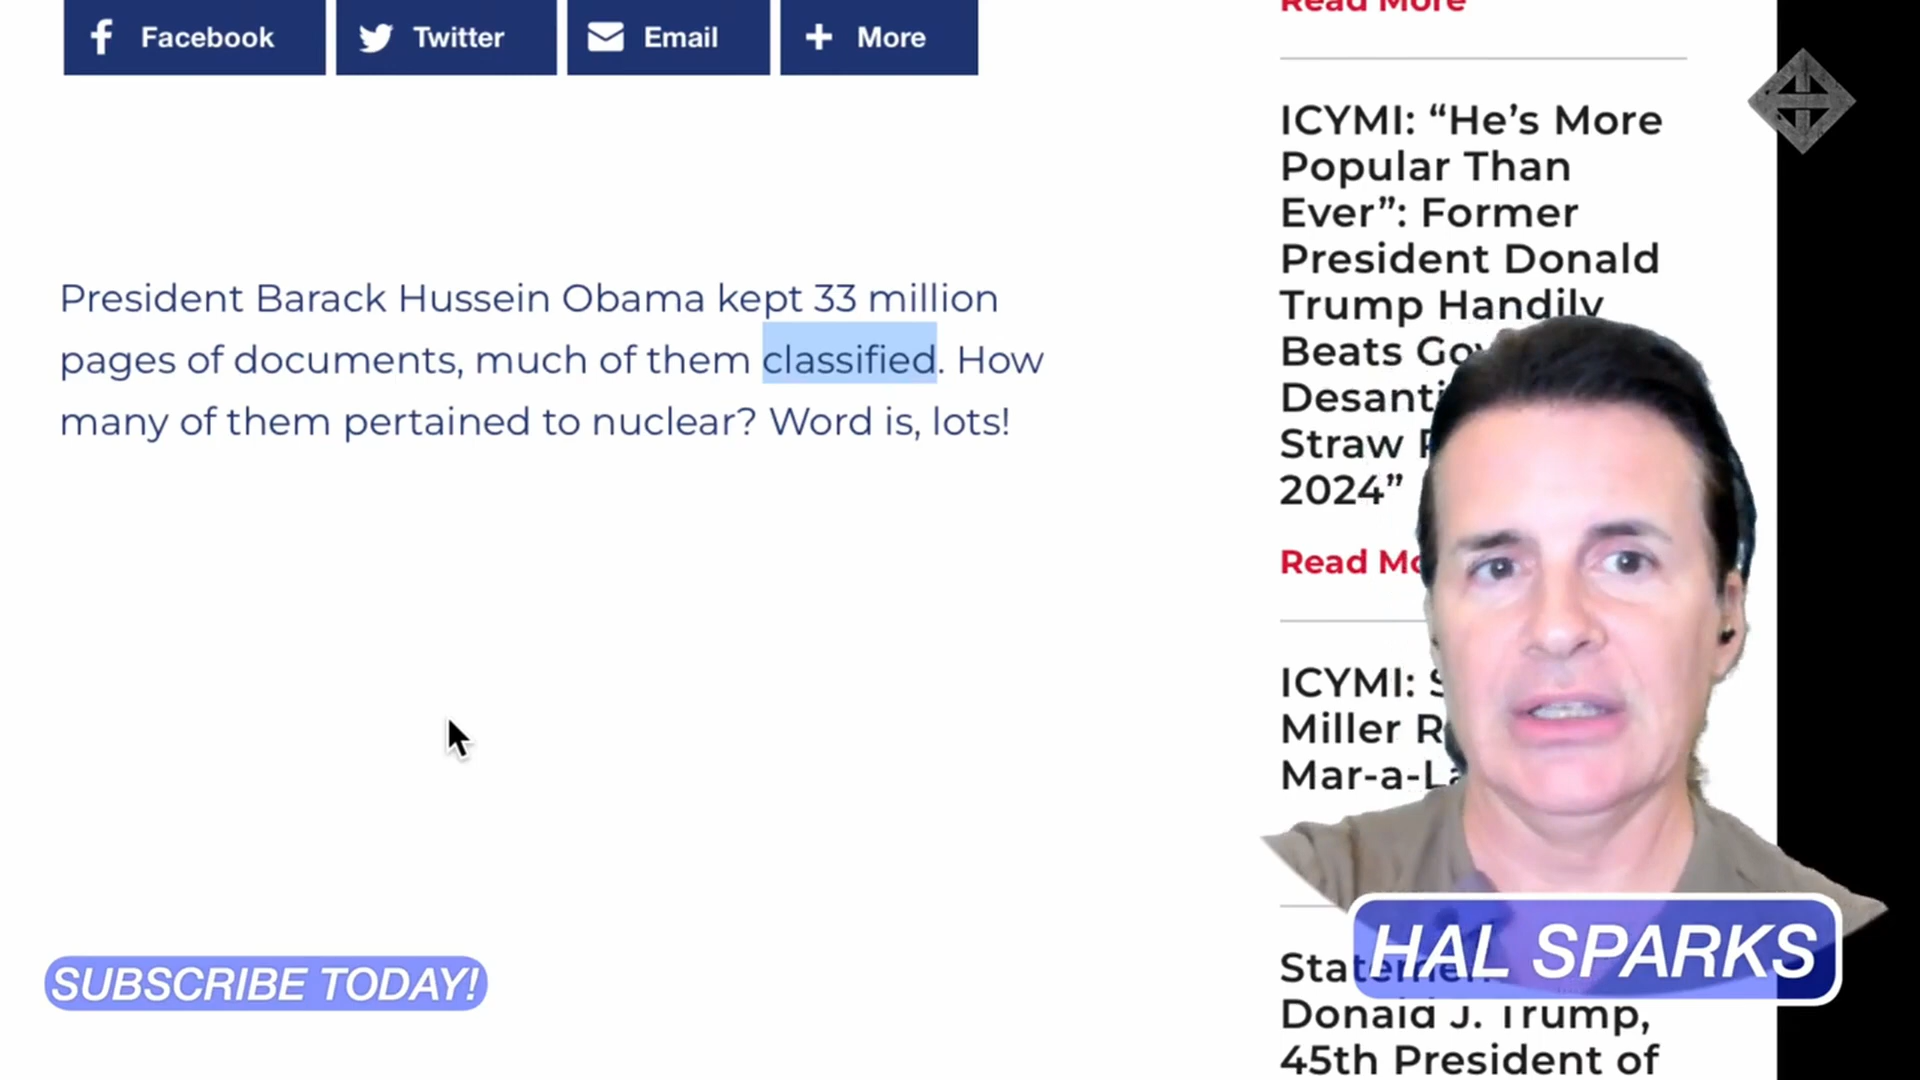 Facebook
Twitter
Email
More
President Barack Hussein Obama kept 33 million
pages of documents, much of them classified. How
many of them pertained to nuclear? Word is, lots!
SUBSCRIBE TODAY!
Read More
ICYMI: “He’s More
Popular Than
Ever”: Former
President Donald
Trump Handily
Beats
Straw
2024”
Read
ICYMI:
Miller
HAL SPARKS
Donald J. Trump,
45th President of